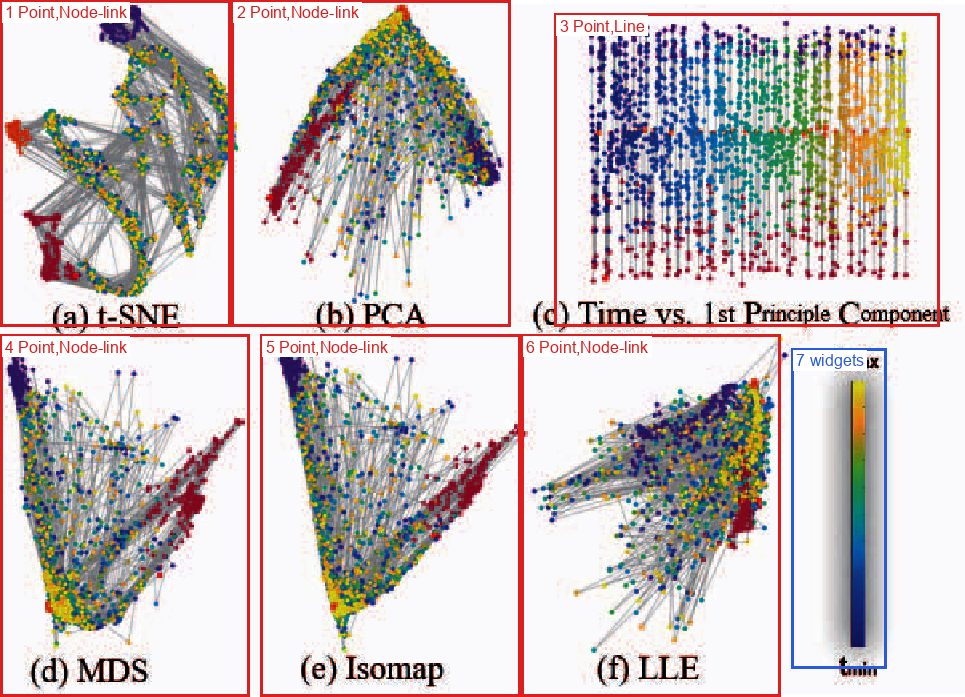 1 Point,Node-link
2 Point,Node-link
3 Point,Line
(a) t-SNE
(b) PCA
(c) Time vs. 1st Principle Component
4 Point,Node-link
5 Point,Node-link
6 Point,Node-link
7 widgets
(d) MDS
(e) Isomap
(f) LLE
tmin